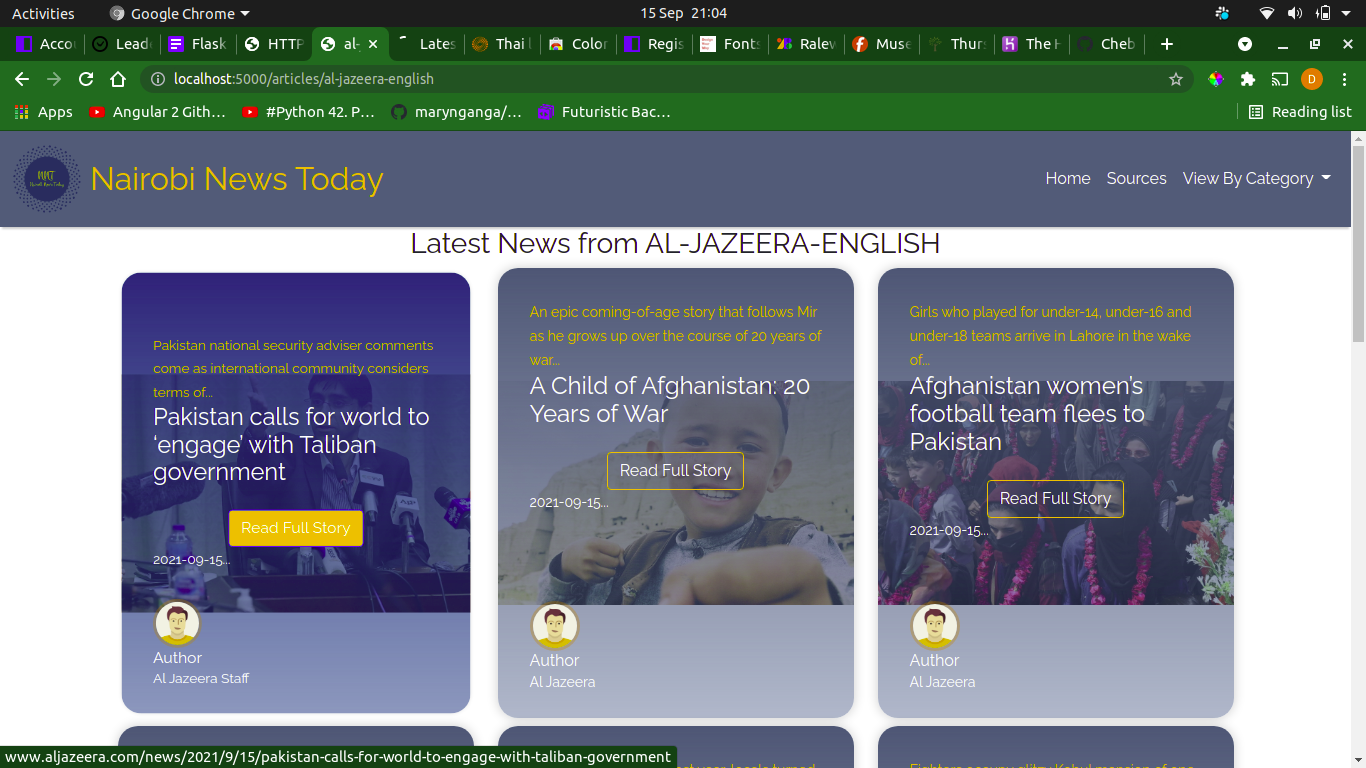 Activities
Google Chrome
15 Sep 21:04
Acco
Leade
Flask
HTTP
al-
Lates
Thai l
Color
Regis
Fonts
Ralew
Muse
Thurs
The H
Cheb
localhost:5000/articles/al-jazeera-english
D
Apps
Angular 2 Gith...
#Python 42. P...
marynganga/...
Futuristic Bac...
Reading list
NNT
Nairobi News Today
Nairobi News Today
Home
Sources
View By Category
Latest News from AL-JAZEERA-ENGLISH
Pakistan national security adviser comments
come as international community considers
terms of...
Pakistan calls for world to
‘engage’ with Taliban
government
Read Full Story
2021-09-15...
Author
Al Jazeera Staff
An epic coming-of-age story that follows Mir
as he grows up over the course of 20 years of
war...
A Child of Afghanistan: 20
Years of War
Read Full Story
2021-09-15...
Author
Al Jazeera
Girls who played for under-14, under-16 and
under-18 teams arrive in Lahore in the wake
of...
Afghanistan women’s
football team flees to
Pakistan
Read Full Story
2021-09-15...
Author
Al Jazeera
www.aljazeera.com/news/2021/9/15/pakistan-calls-for-world-to-engage-with-taliban-government